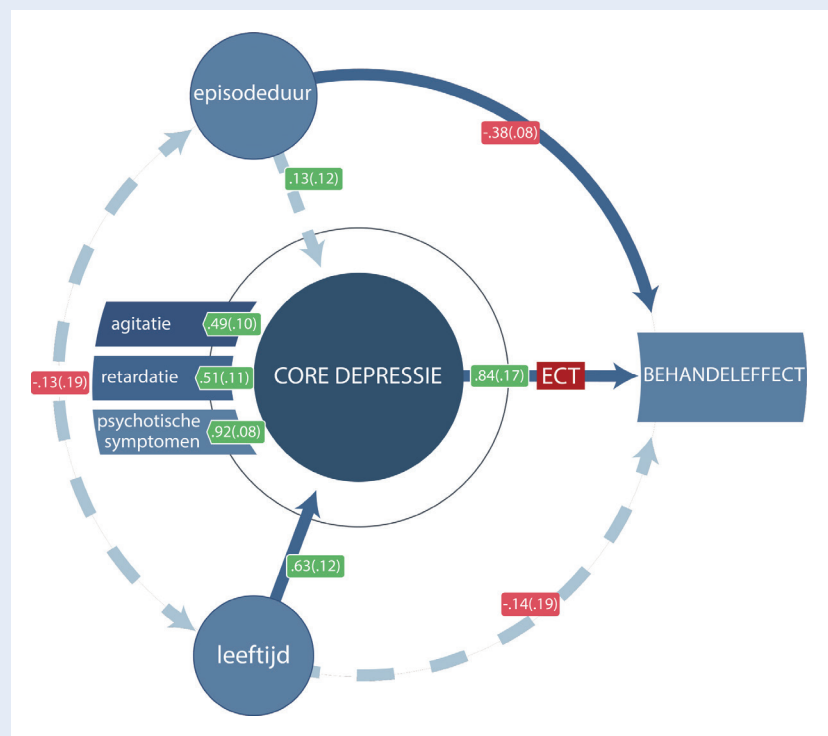 episodeduur
-.38(.08)
.13(.12)
agitatie
.49(.10)
retardatie
.51(.11)
-.13(.19)
psychotische
symptomen
.92(.08)
CORE DEPRESSIE
.84(.17)
ECT
BEHANDELEFFECT
.63(.12)
-.14(.19)
leeftijd